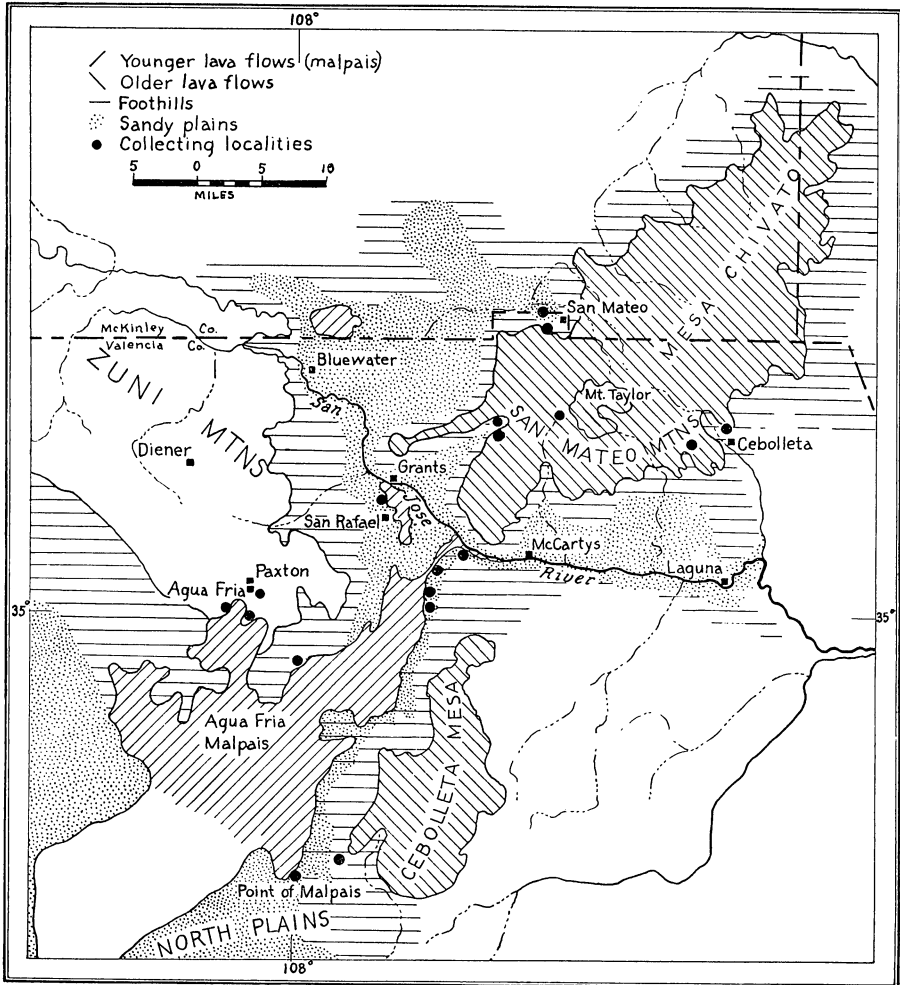 108°
Younger lava flows (malpais)
Older lava flows
Foothills
Sandy plains
Collecting localities
5 0 5 10
MILES
MESA CHIVATO
San Mateo
McKinley Co.
Valencia Co.
ZUNI MTNS
Bluewater
San Jose River
Mt. Taylor
SAN MATEO MTNS
Cebolleta
Diener
Grants
San Rafael
McCartys
Laguna
Paxton
Agua Fria
35°
35°
Agua Fria
Malpais
CEBOLLETA MESA
Point of Malpais
NORTH PLAINS
108°